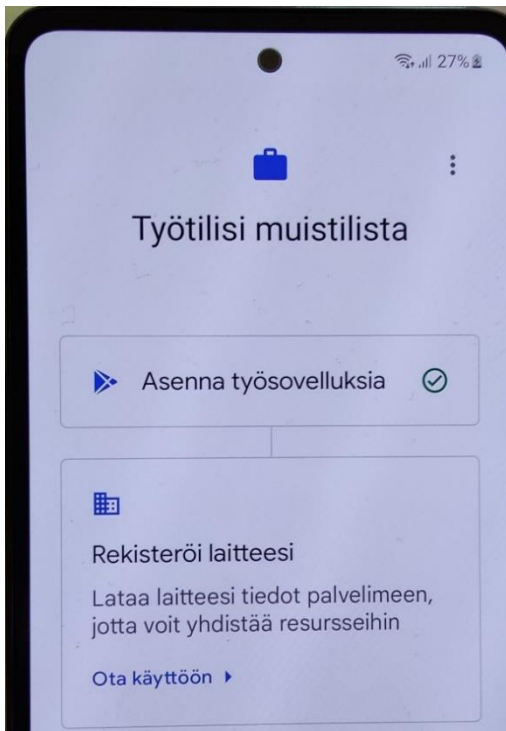 27%
Työtilisi muistilista
Asenna työsovelluksia
Rekisteröi laitteesi
Lataa laitteesi tiedot palvelimeen,
jotta voit yhdistää resursseihin
Ota käyttöön